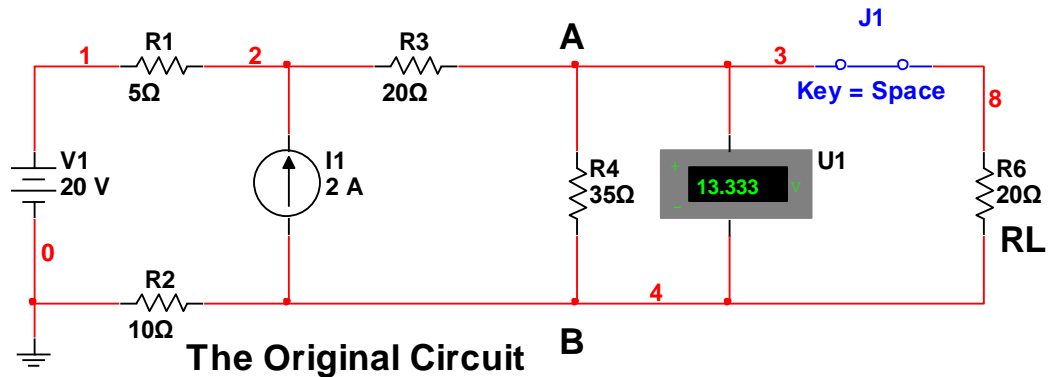 J1
A
R1
R3
1
2
3
5Ω
20Ω
Key = Space
8
V1
20 V
I1
2 A
R4
35Ω
+
13.333
V
–
U1
R6
20Ω
RL
0
R2
10Ω
4
The Original Circuit
B